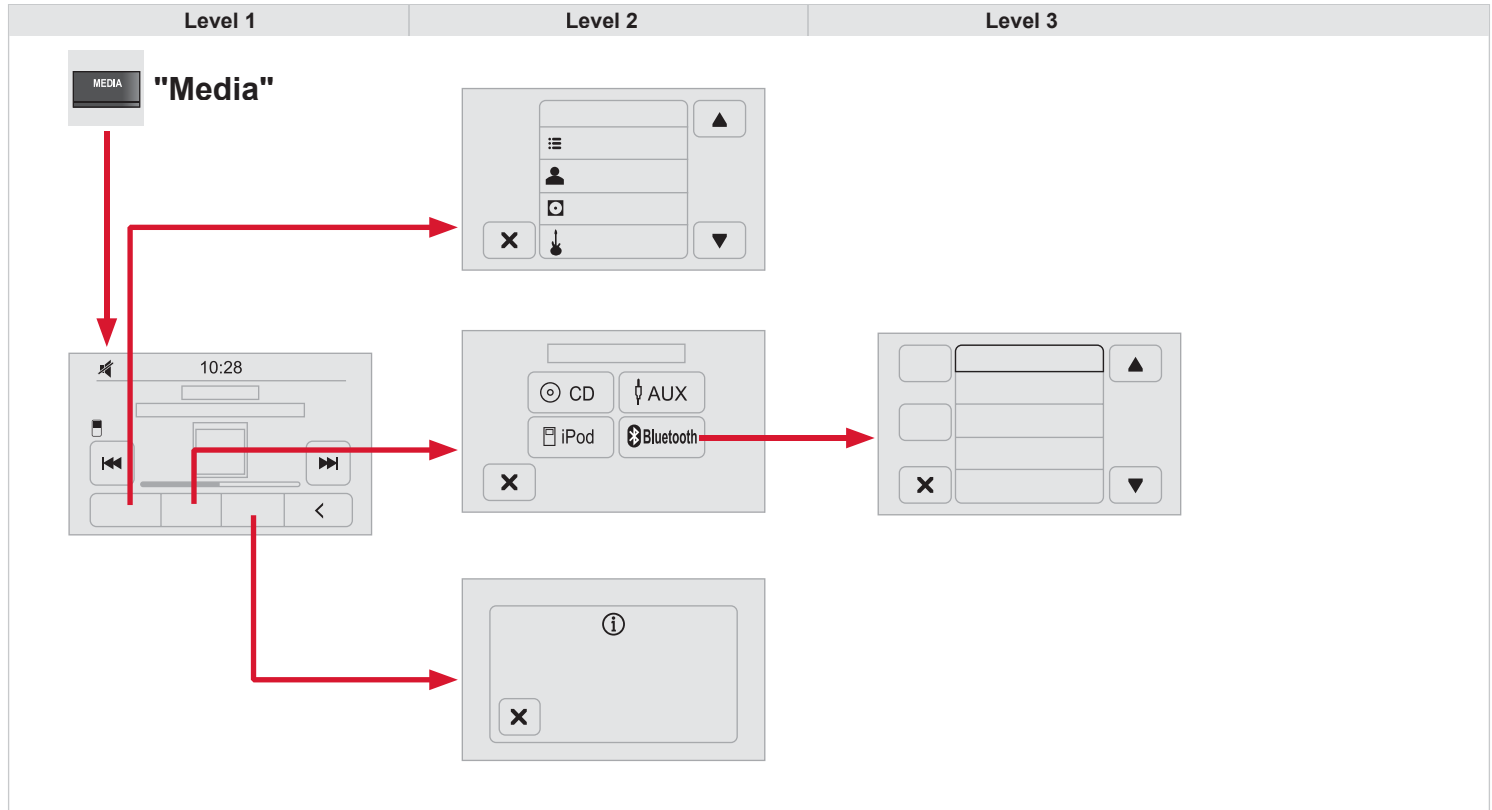 Level 1
Level 2
Level 3
MEDIA
"Media"
10:28
CD
AUX
iPod
Bluetooth